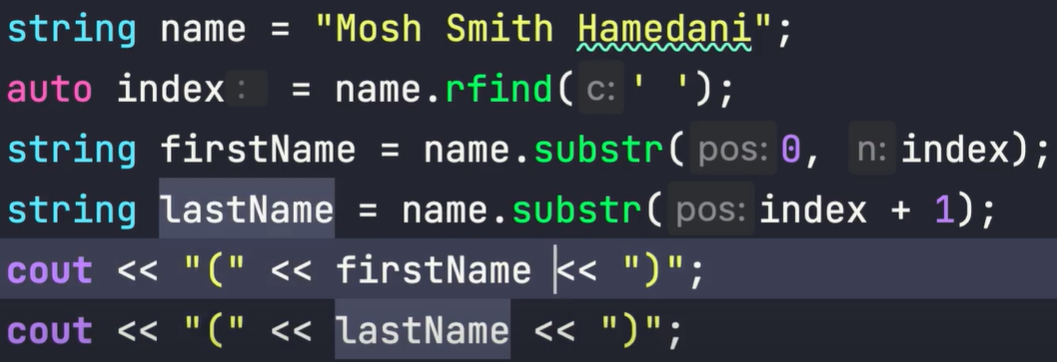 string name = "Mosh Smith Hamedani";
auto index: = name.rfind(c:' ');
string firstName = name.substr(pos:0, n:index);
string lastName = name.substr(pos:index + 1);
cout << "(" << firstName << ")";
cout << "(" << lastName << ")";